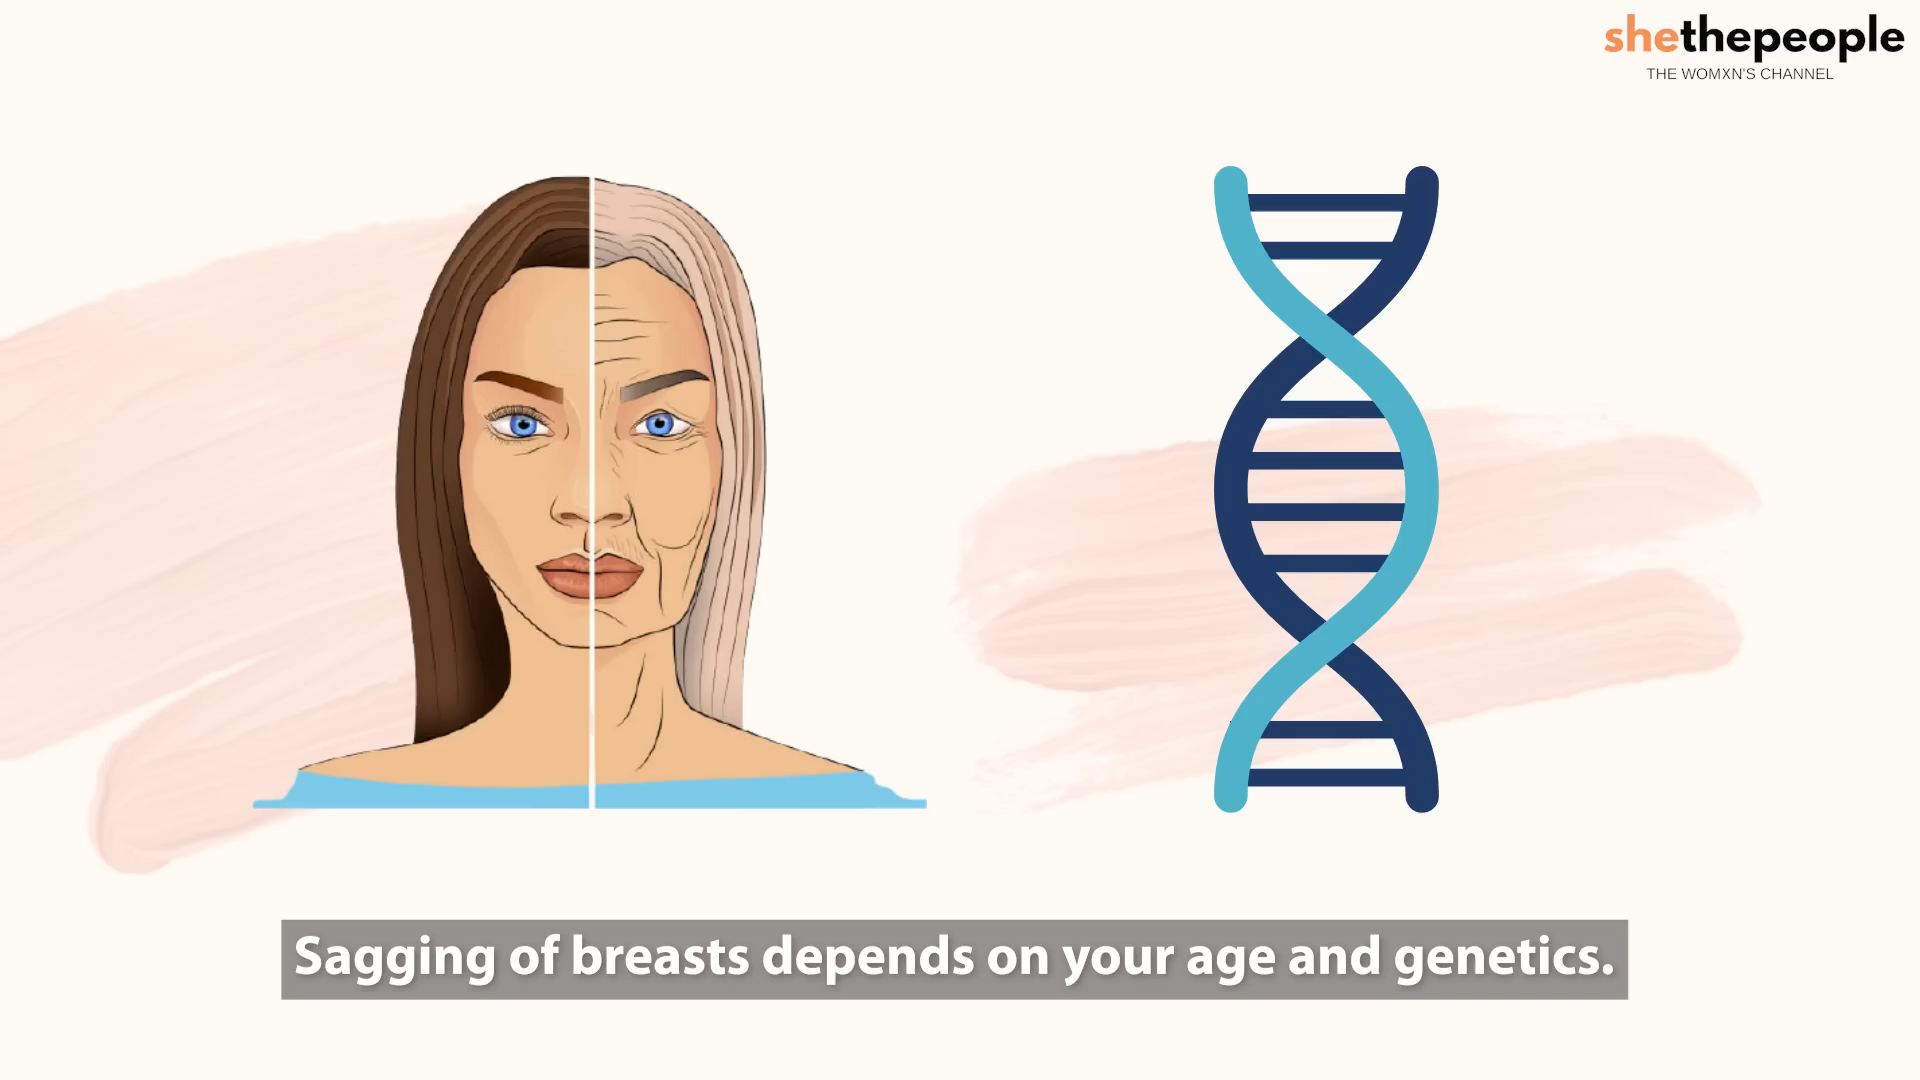 shethepeople
THE WOMXN'S CHANNEL
Sagging of breasts depends on your age and genetics.